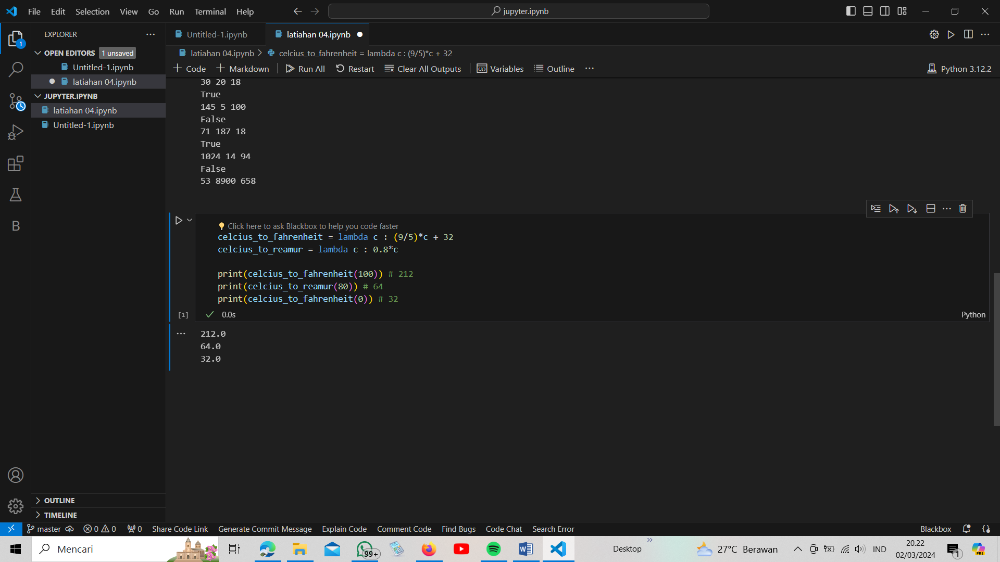 File Edit Selection View Go Run Terminal Help
jupyter.ipynb
EXPLORER
OPEN EDITORS 1 unsaved
Untitled-1.ipynb
latiahan 04.ipynb
JUPYTER.IPYNB
latiahan 04.ipynb
Untitled-1.ipynb
OUTLINE
TIMELINE
Untitled-1.ipynb
latiahan 04.ipynb
latiahan 04.ipynb > celcius_to_fahrenheit = lambda c : (9/5)*c + 32
+ Code + Markdown Run All Restart Clear All Outputs Variables Outline ... Python 3.12.2
30 20 18
True
145 5 100
False
71 187 18
True
1024 14 94
False
53 8900 658
Click here to ask Blackbox to help you code faster
celcius_to_fahrenheit = lambda c : (9/5)*c + 32
celcius_to_reamur = lambda c : 0.8*c
print(celcius_to_fahrenheit(100)) # 212
print(celcius_to_reamur(80)) # 64
print(celcius_to_fahrenheit(0)) # 32
[1] 0.0s Python
212.0
64.0
32.0
master 0 0 0 Share Code Link Generate Commit Message Explain Code Comment Code Find Bugs Code Chat Search Error Blackbox
Mencari 99+ Desktop 27°C Berawan IND
20.22
02/03/2024
1
PRE